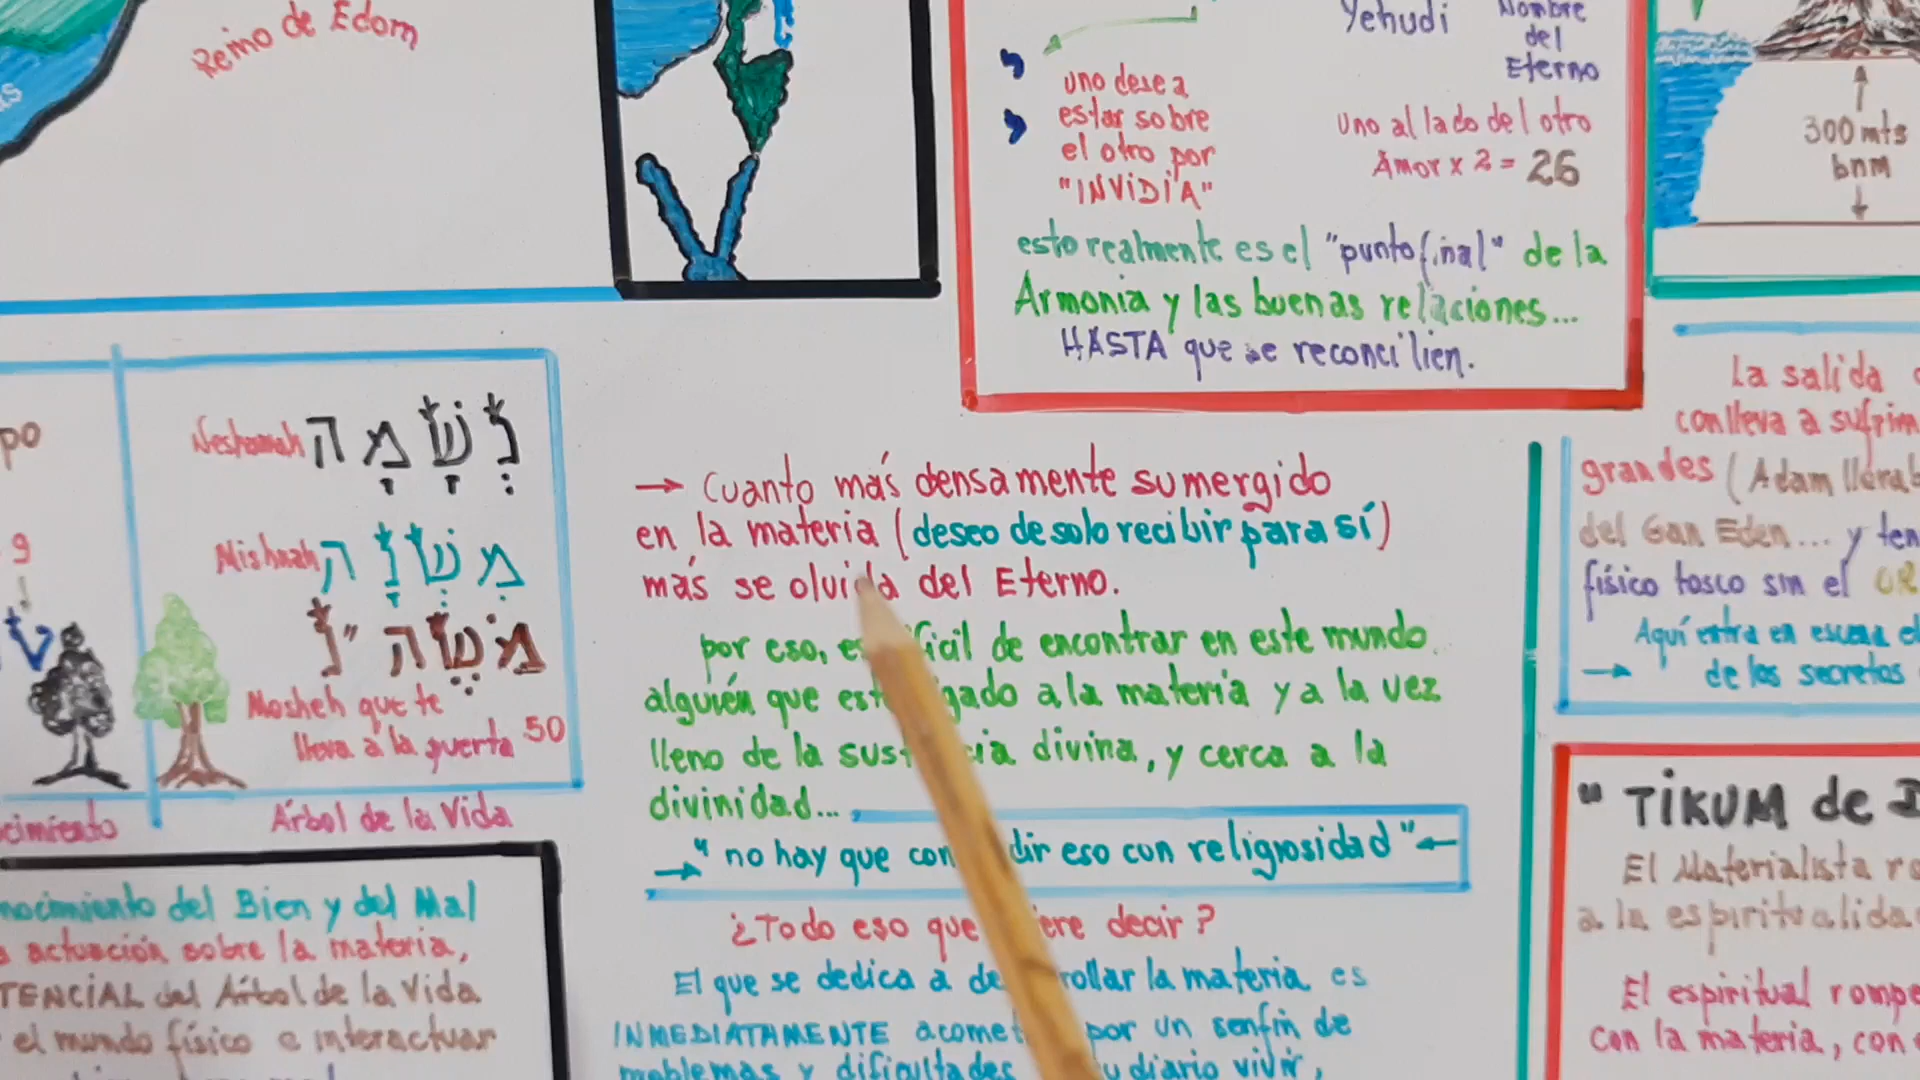 Reino de Edom
uno desea
estar sobre
el otro por
"INViDiA"
Yehudi
Nombre
del
Eterno
uno al lado del otro
Amor x 2 = 26
esto realmente es el "punto final" de la
Armonia y las buenas relaciones...
HASTA que se reconcilien.
300 mts
bnm
po
9
Neshamah נְשָׁמָה
Mishnah מִשְׁנָה
Mosheh que te
lleva a la puerta 50
Árbol de la Vida
→ cuanto más densamente sumergido
en la materia (deseo de solo recibir para sí)
más se olvida del Eterno.
por eso, de encontrar en este mundo
alguién que a la materia y a la vez
lleno de la divina, y cerca a la
divinidad...
→ "no hay que eso con religiosidad" ←
¿Todo eso que decir?
El que se dedica a la materia es
INMEDIATAMENTE por un senfin de
problemas y dificultades diario vivir,
del Bien y del Mal
actuación sobre la materia,
del Árbol de la Vida
el mundo físico e interactuar
La salida
conlleva a
grandes (Adam
del Gan Eden... y
físico tosco sin el
Aquí entra en escena
→ de los secretos
"TiKUM de
El Materialista
a la
El espiritual
con la materia, con